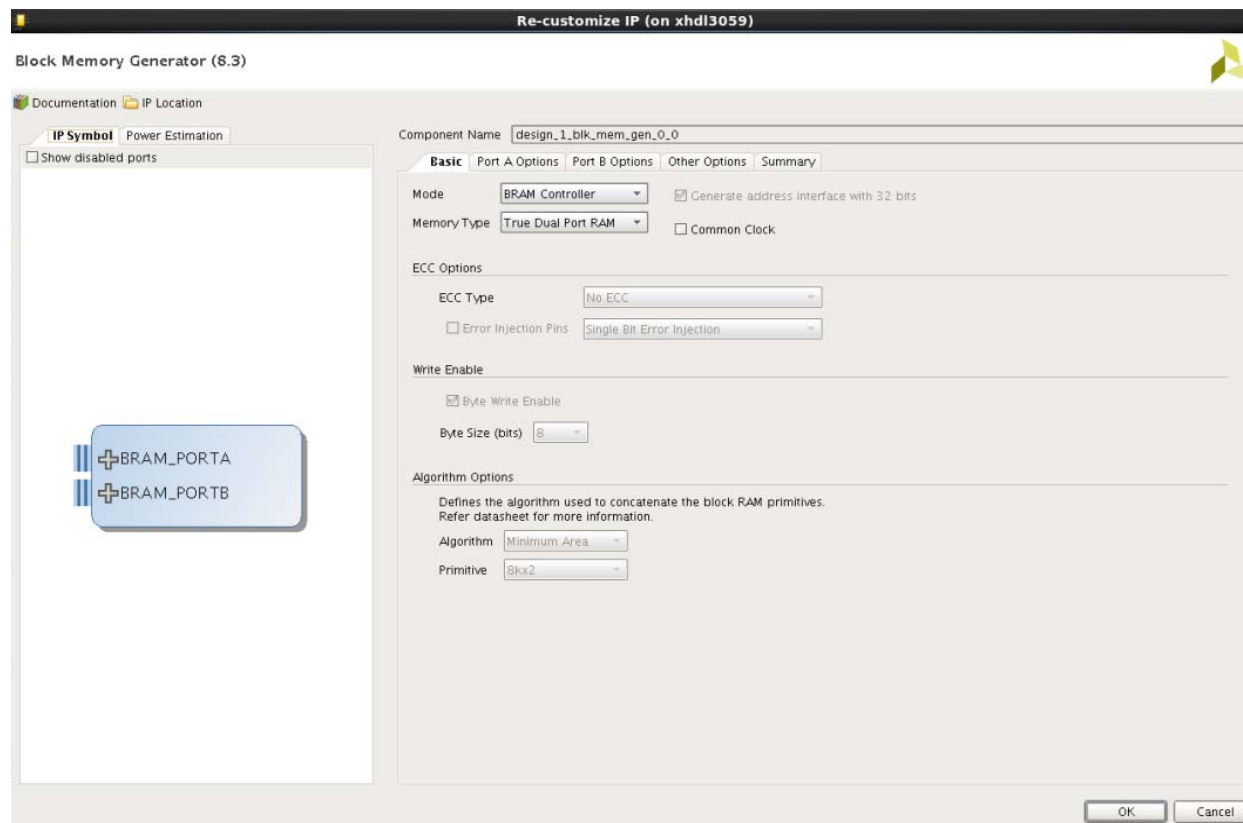 Re-customize IP (on xhdl3059)
Block Memory Generator (8.3)
Documentation IP Location
IP Symbol Power Estimation
Show disabled ports
BRAM_PORTA
BRAM_PORTB
Component Name design_1_blk_mem_gen_0_0
Basic Port A Options Port B Options Other Options Summary
Mode BRAM Controller Generate address interface with 32 bits
Memory Type True Dual Port RAM Common Clock
ECC Options
ECC Type No ECC
Error Injection Pins Single Bit Error Injection
Write Enable
Byte Write Enable
Byte Size (bits) 8
Algorithm Options
Defines the algorithm used to concatenate the block RAM primitives.
Refer datasheet for more information.
Algorithm Minimum Area
Primitive 8kx2
OK Cancel